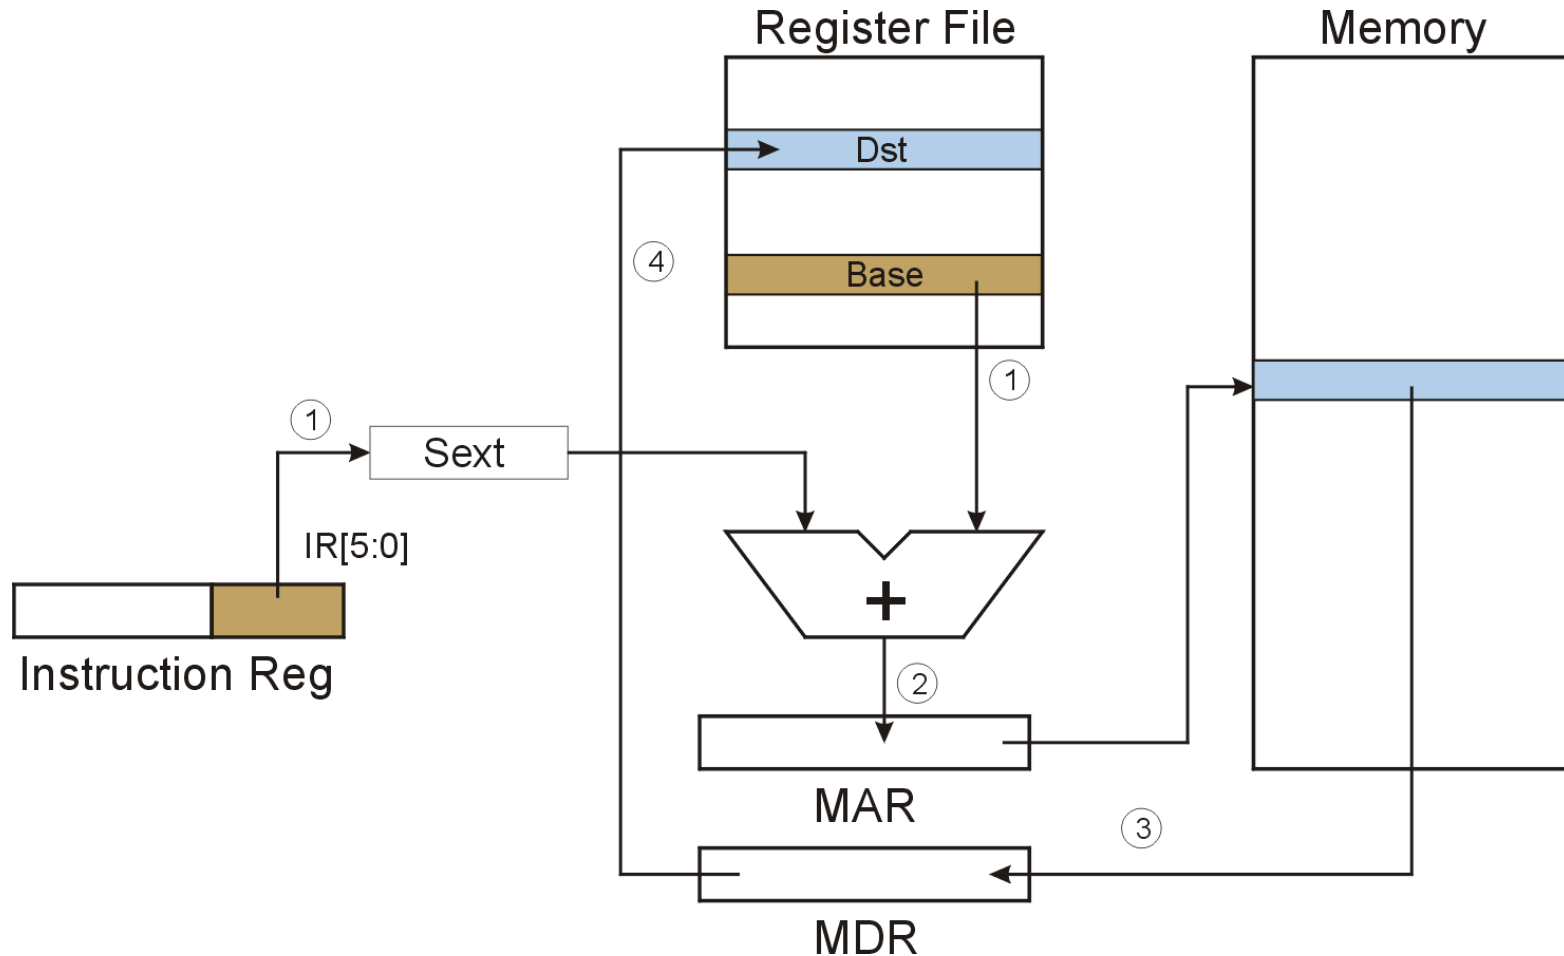 Register File
Memory
Dst
4
Base
1
1
Sext
IR[5:0]
+
Instruction Reg
2
MAR
3
MDR